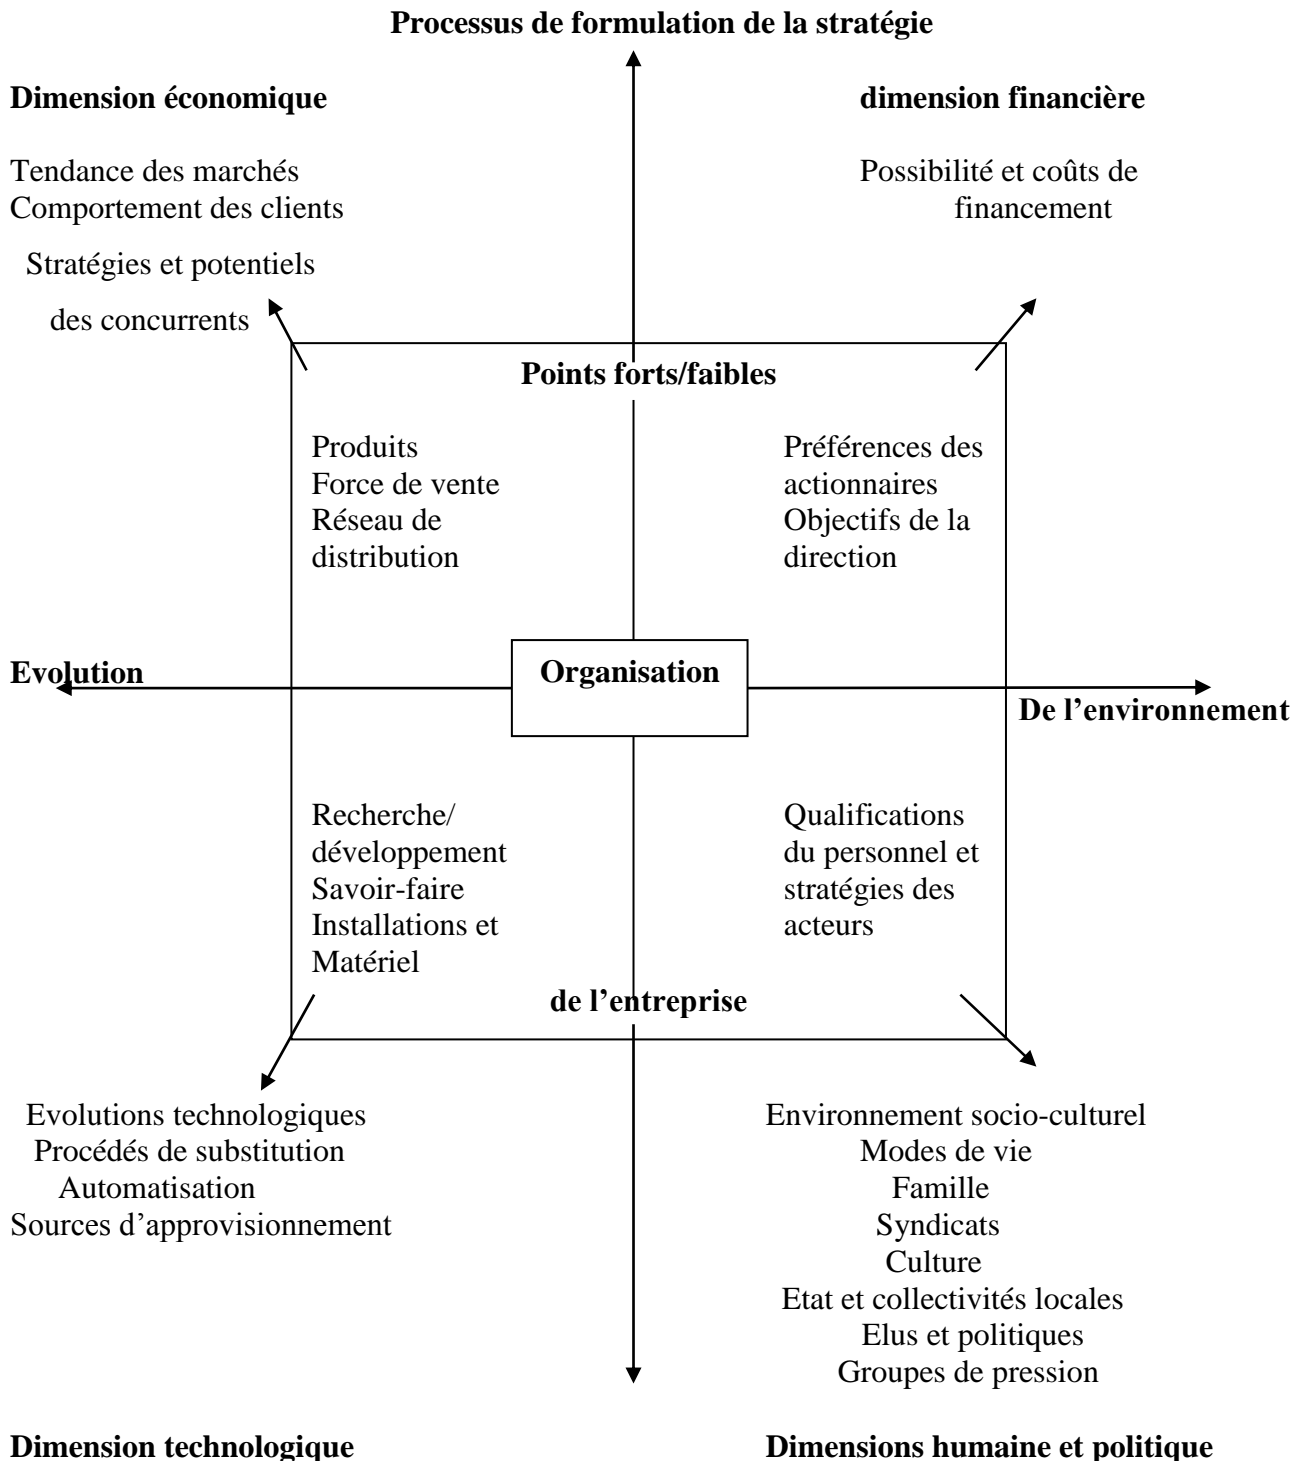 Processus de formulation de la stratégie
Dimension économique
dimension financière
Tendance des marchés
Comportement des clients
Stratégies et potentiels
des concurrents
Possibilité et coûts de
financement
Points forts/faibles
Produits
Force de vente
Réseau de
distribution
Préférences des
actionnaires
Objectifs de la
direction
Evolution
Organisation
De l’environnement
Recherche/
développement
Savoir-faire
Installations et
Matériel
Qualifications
du personnel et
stratégies des
acteurs
de l’entreprise
Evolutions technologiques
Procédés de substitution
Automatisation
Sources d’approvisionnement
Environnement socio-culturel
Modes de vie
Famille
Syndicats
Culture
Etat et collectivités locales
Elus et politiques
Groupes de pression
Dimension technologique
Dimensions humaine et politique